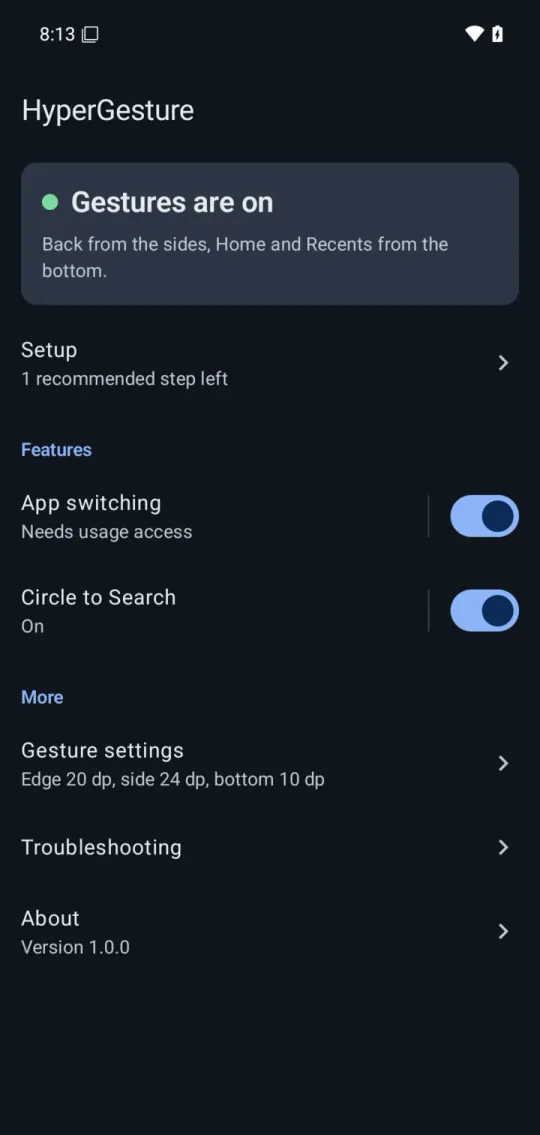 8:13
HyperGesture
Gestures are on
Back from the sides, Home and Recents from the
bottom.
Setup
1 recommended step left
Features
App switching
Needs usage access
Circle to Search
On
More
Gesture settings
Edge 20 dp, side 24 dp, bottom 10 dp
Troubleshooting
About
Version 1.0.0